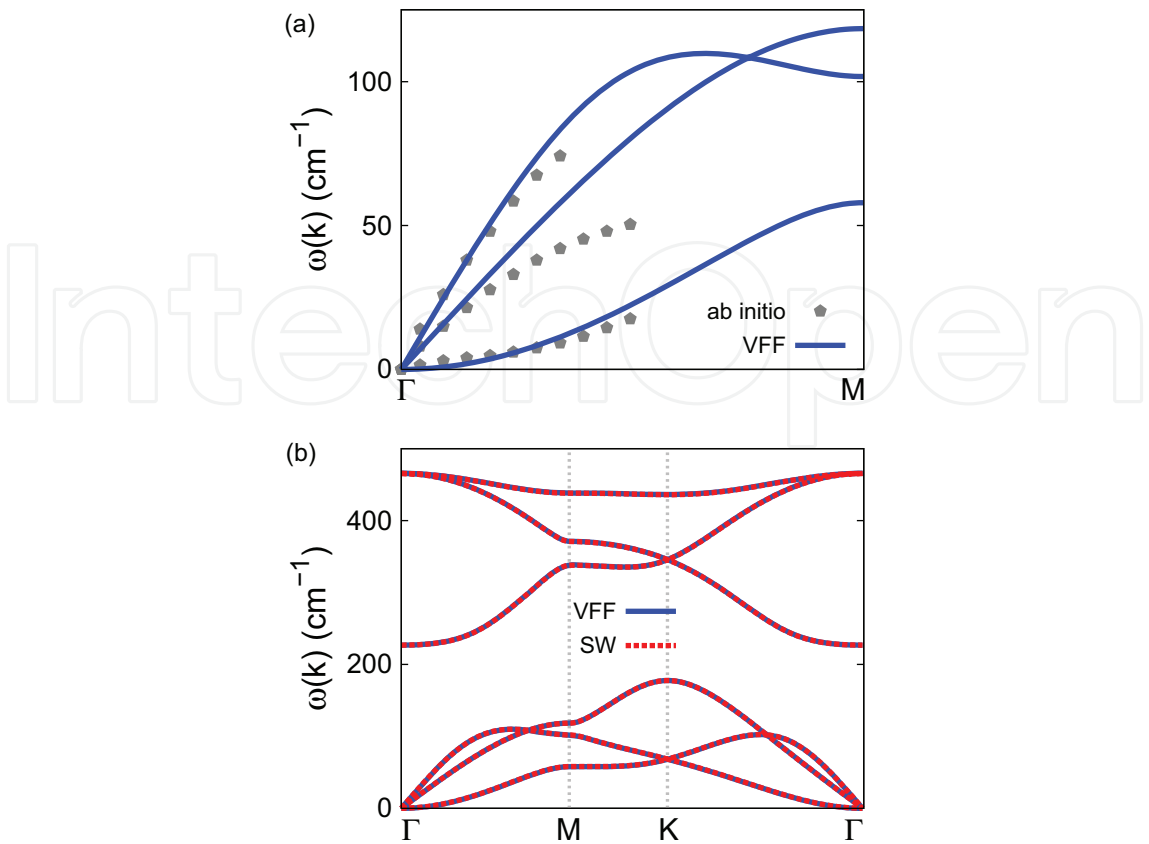 (a)
100
50
0
ω(k) (cm⁻¹)
ab initio
VFF
Γ
M
IntechOpen
(b)
400
200
0
ω(k) (cm⁻¹)
VFF
SW
Γ
M
K
Γ